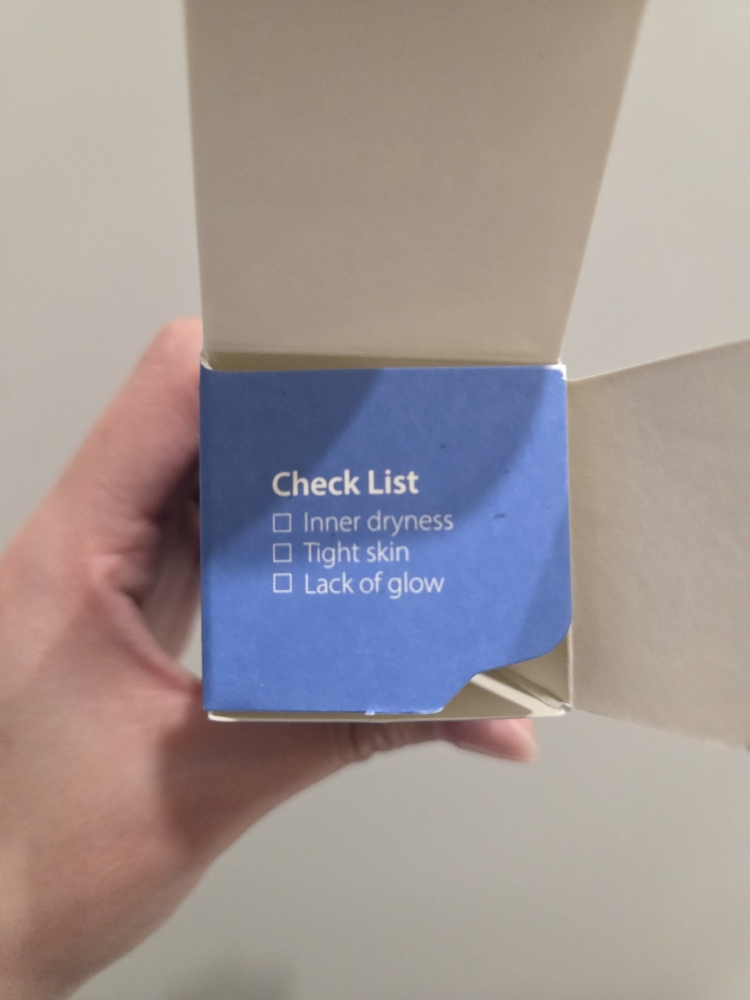 Check List
☐ Inner dryness
☐ Tight skin
☐ Lack of glow